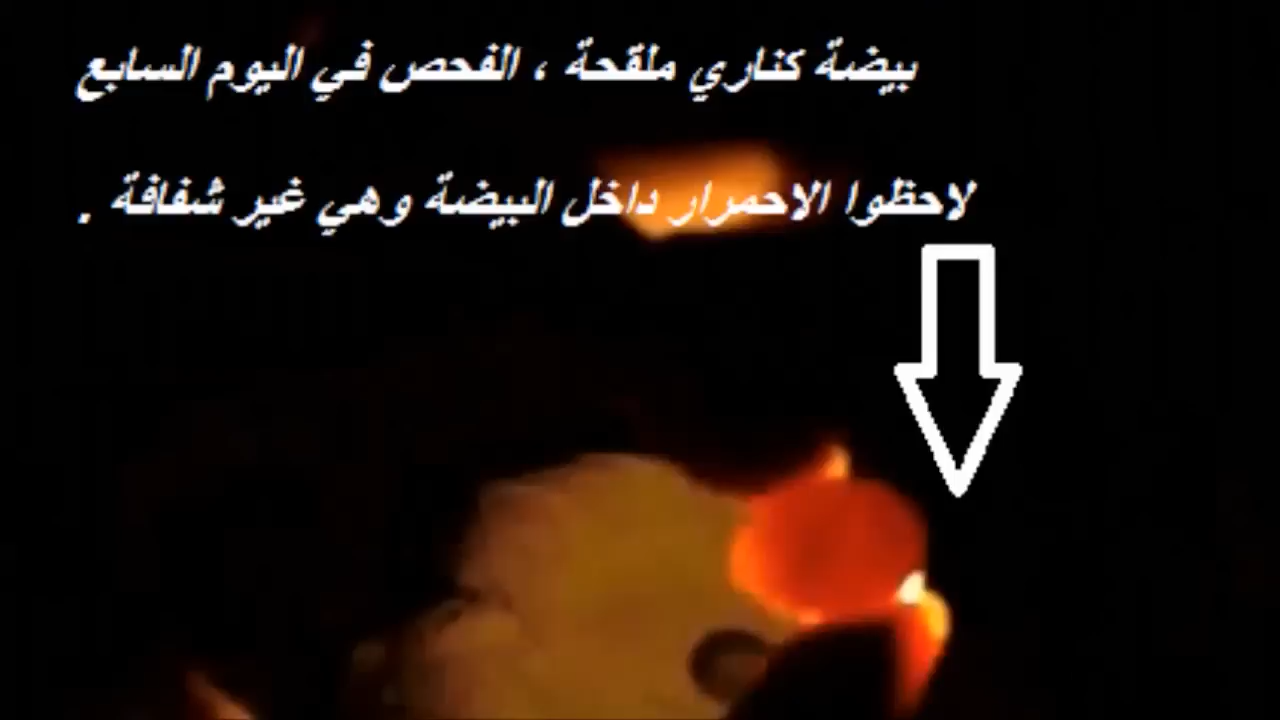 بيضة كناري ملقحة ، الفحص في اليوم السابع
لاحظوا الاحمرار داخل البيضة وهي غير شفافة .